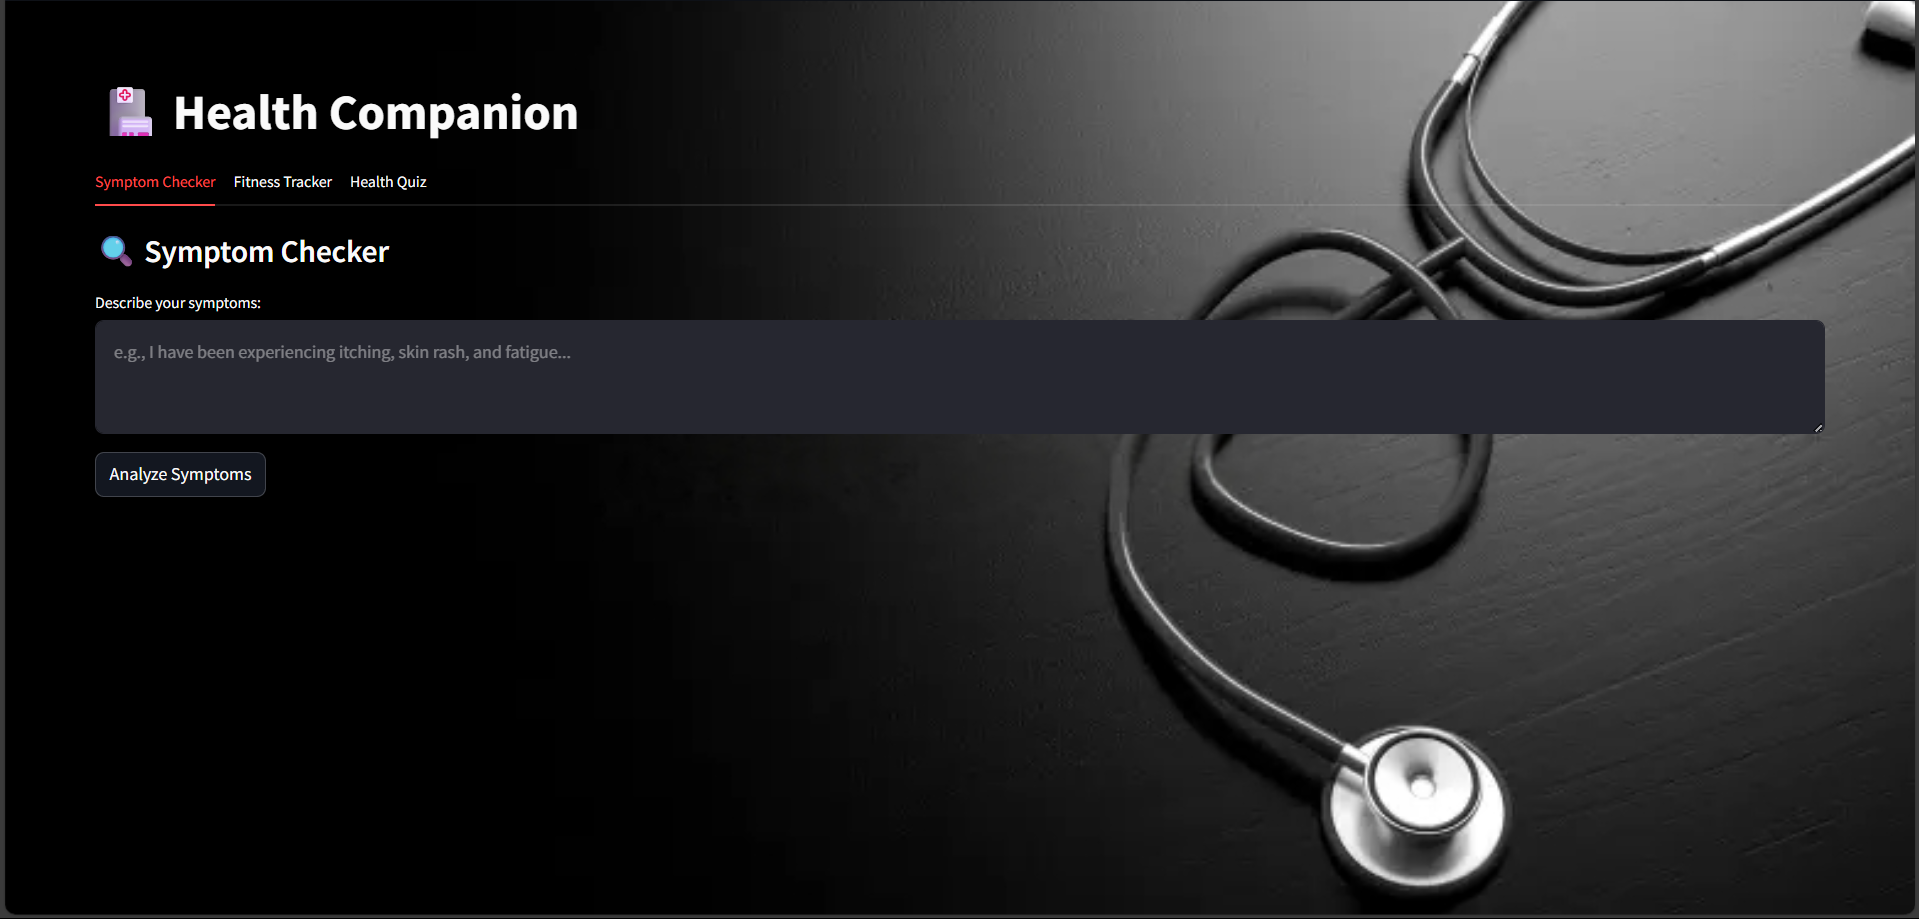 Health Companion
Symptom Checker Fitness Tracker Health Quiz
Symptom Checker
Describe your symptoms:
e.g., I have been experiencing itching, skin rash, and fatigue...
Analyze Symptoms